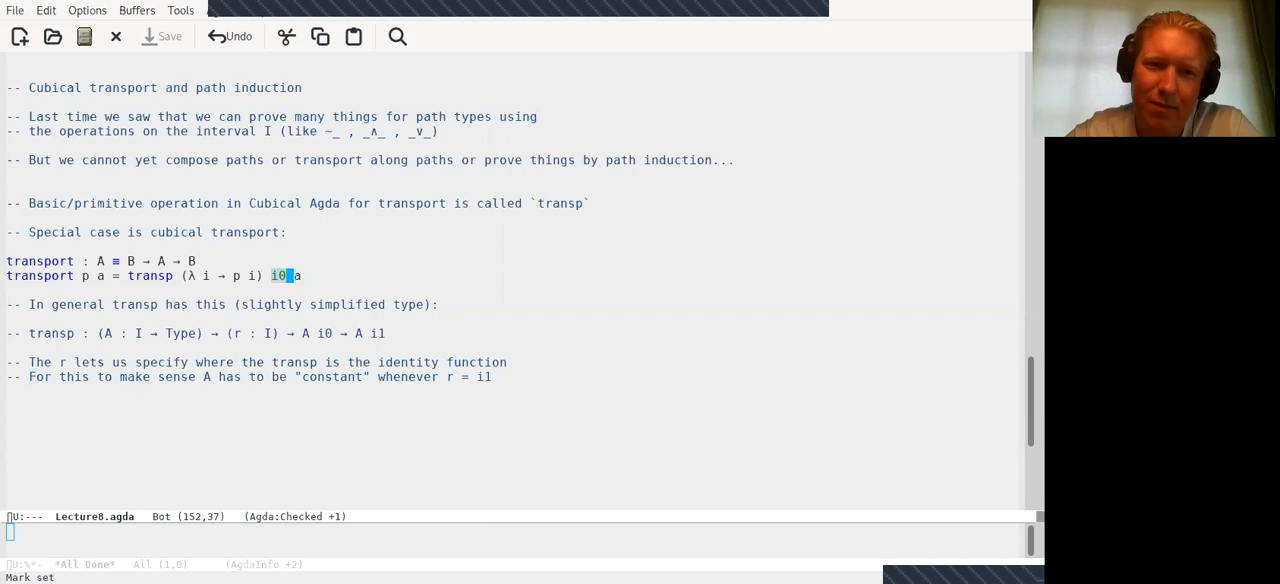 File Edit Options Buffers Tools
Save Undo
-- Cubical transport and path induction
-- Last time we saw that we can prove many things for path types using
-- the operations on the interval I (like ~_ , _∧_ , _∨_)
-- But we cannot yet compose paths or transport along paths or prove things by path induction...
-- Basic/primitive operation in Cubical Agda for transport is called `transp`
-- Special case is cubical transport:
transport : A ≡ B → A → B
transport p a = transp (λ i → p i) i0 a
-- In general transp has this (slightly simplified type):
-- transp : (A : I → Type) → (r : I) → A i0 → A i1
-- The r lets us specify where the transp is the identity function
-- For this to make sense A has to be "constant" whenever r = i1
U:--- Lecture8.agda Bot (152,37) (Agda:Checked +1)
U:%*- *All Done* All (1,0) (AgdaInfo +2)
Mark set